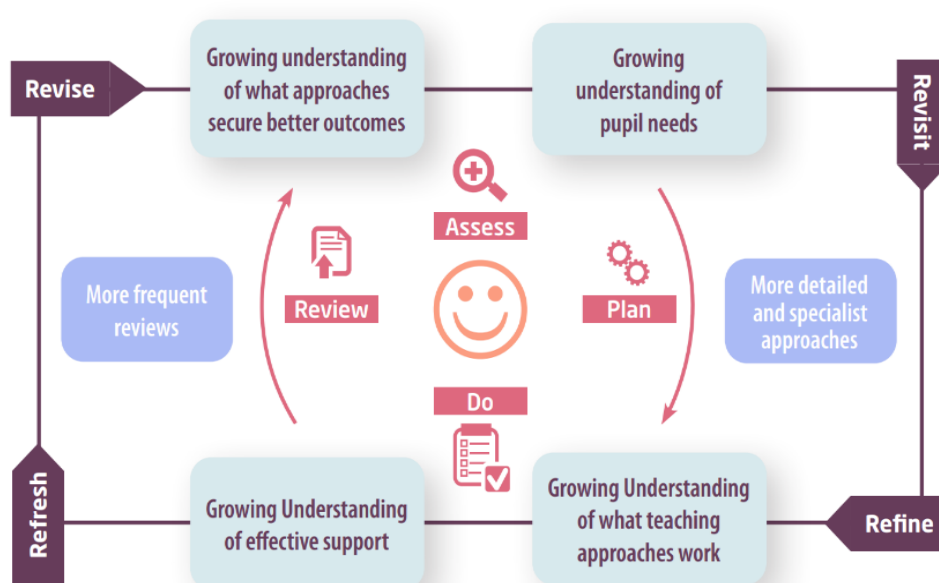 Revise
Growing understanding
of what approaches
secure better outcomes
Growing
understanding of
pupil needs
Revisit
Assess
More frequent
reviews
Review
Plan
More detailed
and specialist
approaches
Do
Refresh
Growing Understanding
of effective support
Growing Understanding
of what teaching
approaches work
Refine